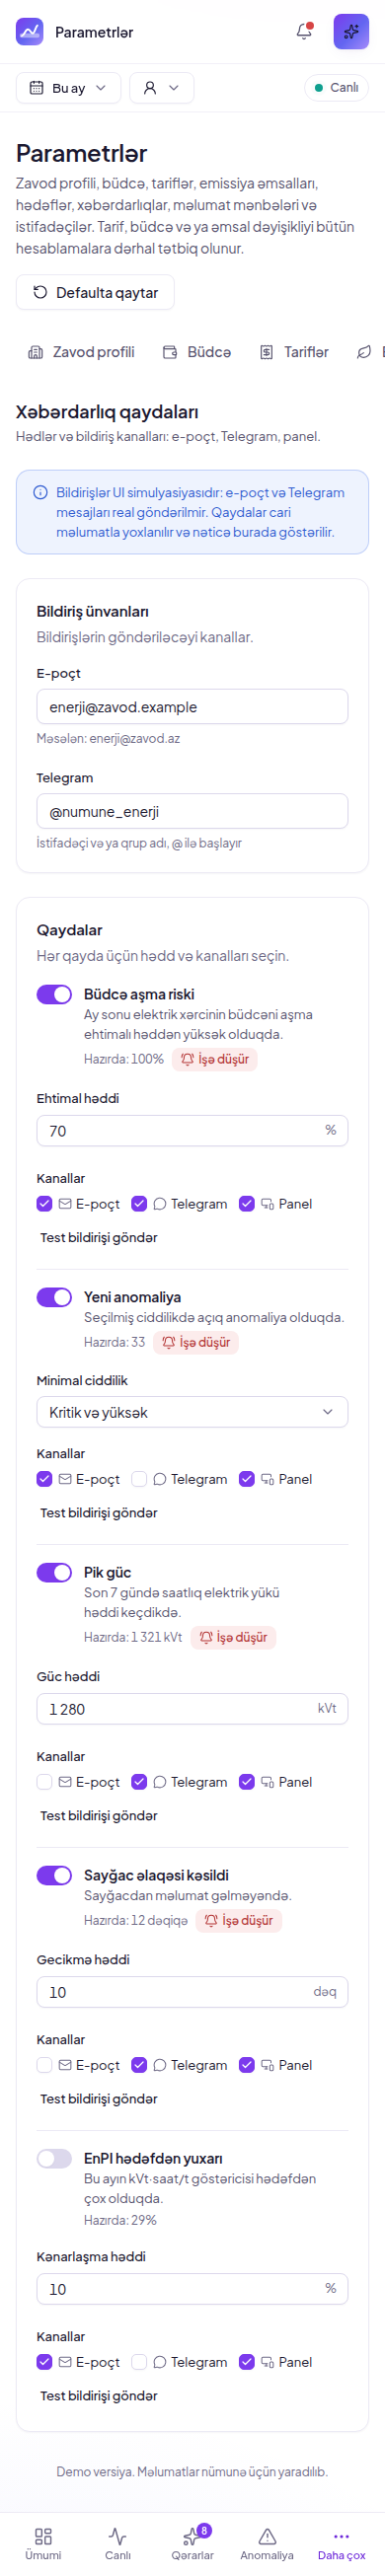 Parametrlər
Bu ay
Canlı
Parametrlər
Zavod profili, büdcə, tariflər, emissiya əmsalları,
hədəflər, xəbərdarlıqlar, məlumat mənbələri və
istifadəçilər. Tarif, büdcə və ya əmsal dəyişikliyi bütün
hesablamalara dərhal tətbiq olunur.
Defaulta qaytar
Zavod profili
Büdcə
Tariflər
Xəbərdarlıq qaydaları
Hədlər və bildiriş kanalları: e-poçt, Telegram, panel.
Bildirişlər UI simulyasiyasıdır: e-poçt və Telegram
mesajları real göndərilmir. Qaydalar cari
məlumatla yoxlanılır və nəticə burada göstərilir.
Bildiriş ünvanları
Bildirişlərin göndəriləcəyi kanallar.
E-poçt
enerji@zavod.example
Məsələn: enerji@zavod.az
Telegram
@numune_enerji
İstifadəçi və ya qrup adı, @ ilə başlayır
Qaydalar
Hər qayda üçün hədd və kanalları seçin.
Büdcə aşma riski
Ay sonu elektrik xərcinin büdcəni aşma
ehtimalı həddən yüksək olduqda.
Hazırda: 100% İşə düşür
Ehtimal həddi
70 %
Kanallar
E-poçt Telegram Panel
Test bildirişi göndər
Yeni anomaliya
Seçilmiş ciddilikdə açıq anomaliya olduqda.
Hazırda: 33 İşə düşür
Minimal ciddilik
Kritik və yüksək
Kanallar
E-poçt Telegram Panel
Test bildirişi göndər
Pik güc
Son 7 gündə saatlıq elektrik yükü
həddi keçdikdə.
Hazırda: 1 321 kVt İşə düşür
Güc həddi
1 280 kVt
Kanallar
E-poçt Telegram Panel
Test bildirişi göndər
Sayğac əlaqəsi kəsildi
Sayğacdan məlumat gəlməyəndə.
Hazırda: 12 dəqiqə İşə düşür
Gecikmə həddi
10 dəq
Kanallar
E-poçt Telegram Panel
Test bildirişi göndər
EnPI hədəfdən yuxarı
Bu ayın kVt·saat/t göstəricisi hədəfdən
çox olduqda.
Hazırda: 29%
Kənarlaşma həddi
10 %
Kanallar
E-poçt Telegram Panel
Test bildirişi göndər
Demo versiya. Məlumatlar nümunə üçün yaradılıb.
8
Ümumi Canlı Qərarlar Anomaliya Daha çox